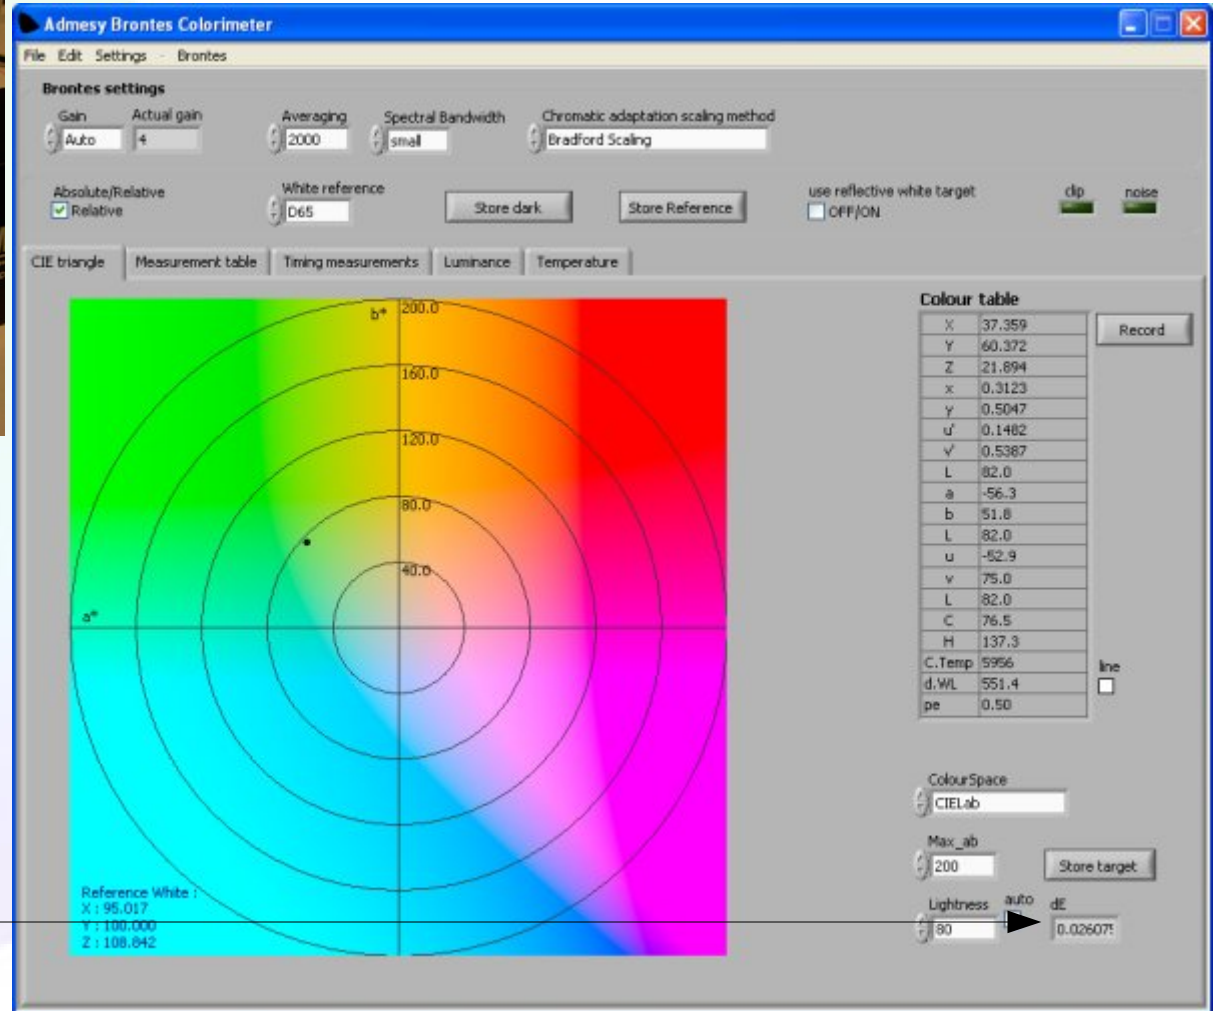 Admesy Brontes Colorimeter
File Edit Settings - Brontes
Brontes settings
Gain Actual gain Averaging Spectral Bandwidth Chromatic adaptation scaling method
Auto 4 2000 small Bradford Scaling
Absolute/Relative White reference use reflective white target clip noise
Relative D65 Store dark Store Reference OFF/ON
CIE triangle Measurement table Timing measurements Luminance Temperature
b* 200.0
160.0
120.0
80.0
40.0
a*
Reference White :
X : 95.017
Y : 100.000
Z : 108.842
Colour table
X 37.359
Record
Y 60.372
Z 21.894
x 0.3123
y 0.5047
u' 0.1482
v' 0.5387
L 82.0
a -56.3
b 51.8
L 82.0
u -52.9
v 75.0
L 82.0
C 76.5
H 137.3
C.Temp 5956
line
d.WL 551.4
pe 0.50
ColourSpace
CIELab
Max_ab
200 Store target
Lightness auto dE
80 0.026075